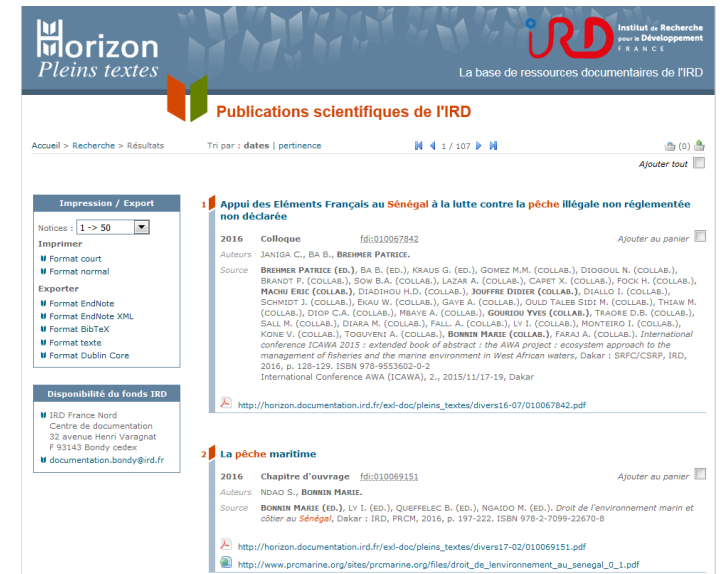 Horizon
Pleins textes
IRD
Institut de Recherche
pour le Développement
FRANCE
La base de ressources documentaires de l'IRD
Publications scientifiques de l'IRD
Accueil > Recherche > Résultats
Tri par : dates | pertinence
1 / 107
(0)
Ajouter tout
Impression / Export
Notices : 1 -> 50
Imprimer
Format court
Format normal
Exporter
Format EndNote
Format EndNote XML
Format BibTeX
Format texte
Format Dublin Core
Disponibilité du fonds IRD
IRD France Nord
Centre de documentation
32 avenue Henri Varagnat
F 93143 Bondy cedex
documentation.bondy@ird.fr
1 Appui des Eléments Français au Sénégal à la lutte contre la pêche illégale non réglementée
non déclarée
2016 Colloque fdi:010067842 Ajouter au panier
Auteurs JANIGA C., BA B., BREHMER PATRICE.
Source BREHMER PATRICE (ED.), BA B. (ED.), KRAUS G. (ED.), GOMEZ M.M. (COLLAB.), DIOGOUL N. (COLLAB.),
BRANDT P. (COLLAB.), SOW B.A. (COLLAB.), LAZAR A. (COLLAB.), CAPET X. (COLLAB.), FOCK H. (COLLAB.),
MACHU ERIC (COLLAB.), DIADIHOU H.D. (COLLAB.), JOUFFRE DIDIER (COLLAB.), DIALLO I. (COLLAB.),
SCHMIDT J. (COLLAB.), EKAU W. (COLLAB.), GAYE A. (COLLAB.), OULD TALEB SIDI M. (COLLAB.), THIAW M.
(COLLAB.), DIOP C.A. (COLLAB.), MBAYE A. (COLLAB.), GOURIOU YVES (COLLAB.), TRAORE D.B. (COLLAB.),
SALL M. (COLLAB.), DIARA M. (COLLAB.), FALL. A. (COLLAB.), LY I. (COLLAB.), MONTEIRO I. (COLLAB.),
KONE V. (COLLAB.), TOGUYENI A. (COLLAB.), BONNIN MARIE (COLLAB.), FARAJ A. (COLLAB.). International
conference ICAWA 2015 : extended book of abstract : the AWA project : ecosystem approach to the
management of fisheries and the marine environment in West African waters, Dakar : SRFC/CSRP, IRD,
2016, p. 128-129. ISBN 978-9553602-0-2
International Conference AWA (ICAWA), 2., 2015/11/17-19, Dakar
http://horizon.documentation.ird.fr/exl-doc/pleins_textes/divers16-07/010067842.pdf
2 La pêche maritime
2016 Chapitre d'ouvrage fdi:010069151 Ajouter au panier
Auteurs NDAO S., BONNIN MARIE.
Source BONNIN MARIE (ED.), LY I. (ED.), QUEFFELEC B. (ED.), NGAIDO M. (ED.). Droit de l'environnement marin et
côtier au Sénégal, Dakar : IRD, PRCM, 2016, p. 197-222. ISBN 978-2-7099-22670-8
http://horizon.documentation.ird.fr/exl-doc/pleins_textes/divers17-02/010069151.pdf
http://www.prcmarine.org/sites/prcmarine.org/files/droit_de_lenvironnement_au_senegal_0_1.pdf